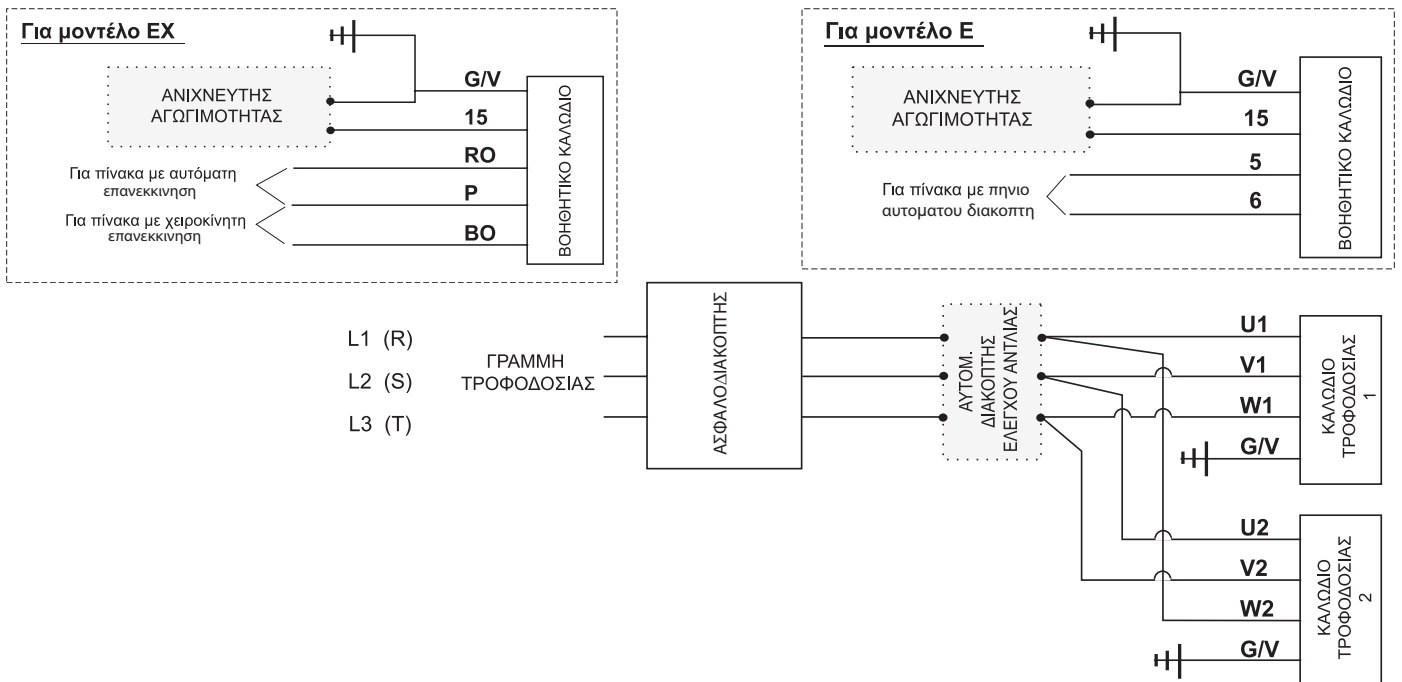 Για μοντέλο EX
ΑΝΙΧΝΕΥΤΗΣ
ΑΓΩΓΙΜΟΤΗΤΑΣ
G/V
15
RO
P
BO
Για πίνακα με αυτόματη
επανεκκινηση
Για πίνακα με χειροκίνητη
επανεκκινηση
ΒΟΗΘΗΤΙΚΟ ΚΑΛΩΔΙΟ
Για μοντέλο E
ΑΝΙΧΝΕΥΤΗΣ
ΑΓΩΓΙΜΟΤΗΤΑΣ
G/V
15
5
6
Για πίνακα με πηνιο
αυτοματου διακοπτη
ΒΟΗΘΗΤΙΚΟ ΚΑΛΩΔΙΟ
L1 (R)
L2 (S)
L3 (T)
ΓΡΑΜΜΗ
ΤΡΟΦΟΔΟΣΙΑΣ
ΑΣΦΑΛΟΔΙΑΚΟΠΤΗΣ
ΑΥΤΟΜ.
ΔΙΑΚΟΠΤΗΣ
ΕΛΕΓΧΟΥ ΑΝΤΛΙΑΣ
U1
V1
W1
G/V
ΚΑΛΩΔΙΟ
ΤΡΟΦΟΔΟΣΙΑΣ
1
U2
V2
W2
G/V
ΚΑΛΩΔΙΟ
ΤΡΟΦΟΔΟΣΙΑΣ
2